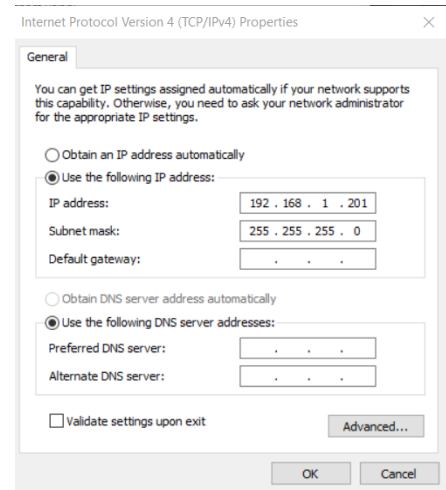 Internet Protocol Version 4 (TCP/IPv4) Properties
General
You can get IP settings assigned automatically if your network supports
this capability. Otherwise, you need to ask your network administrator
for the appropriate IP settings.
Obtain an IP address automatically
Use the following IP address:
IP address: 192 . 168 . 1 . 201
Subnet mask: 255 . 255 . 255 . 0
Default gateway: . . .
Obtain DNS server address automatically
Use the following DNS server addresses:
Preferred DNS server: . . .
Alternate DNS server: . . .
Validate settings upon exit
Advanced...
OK Cancel